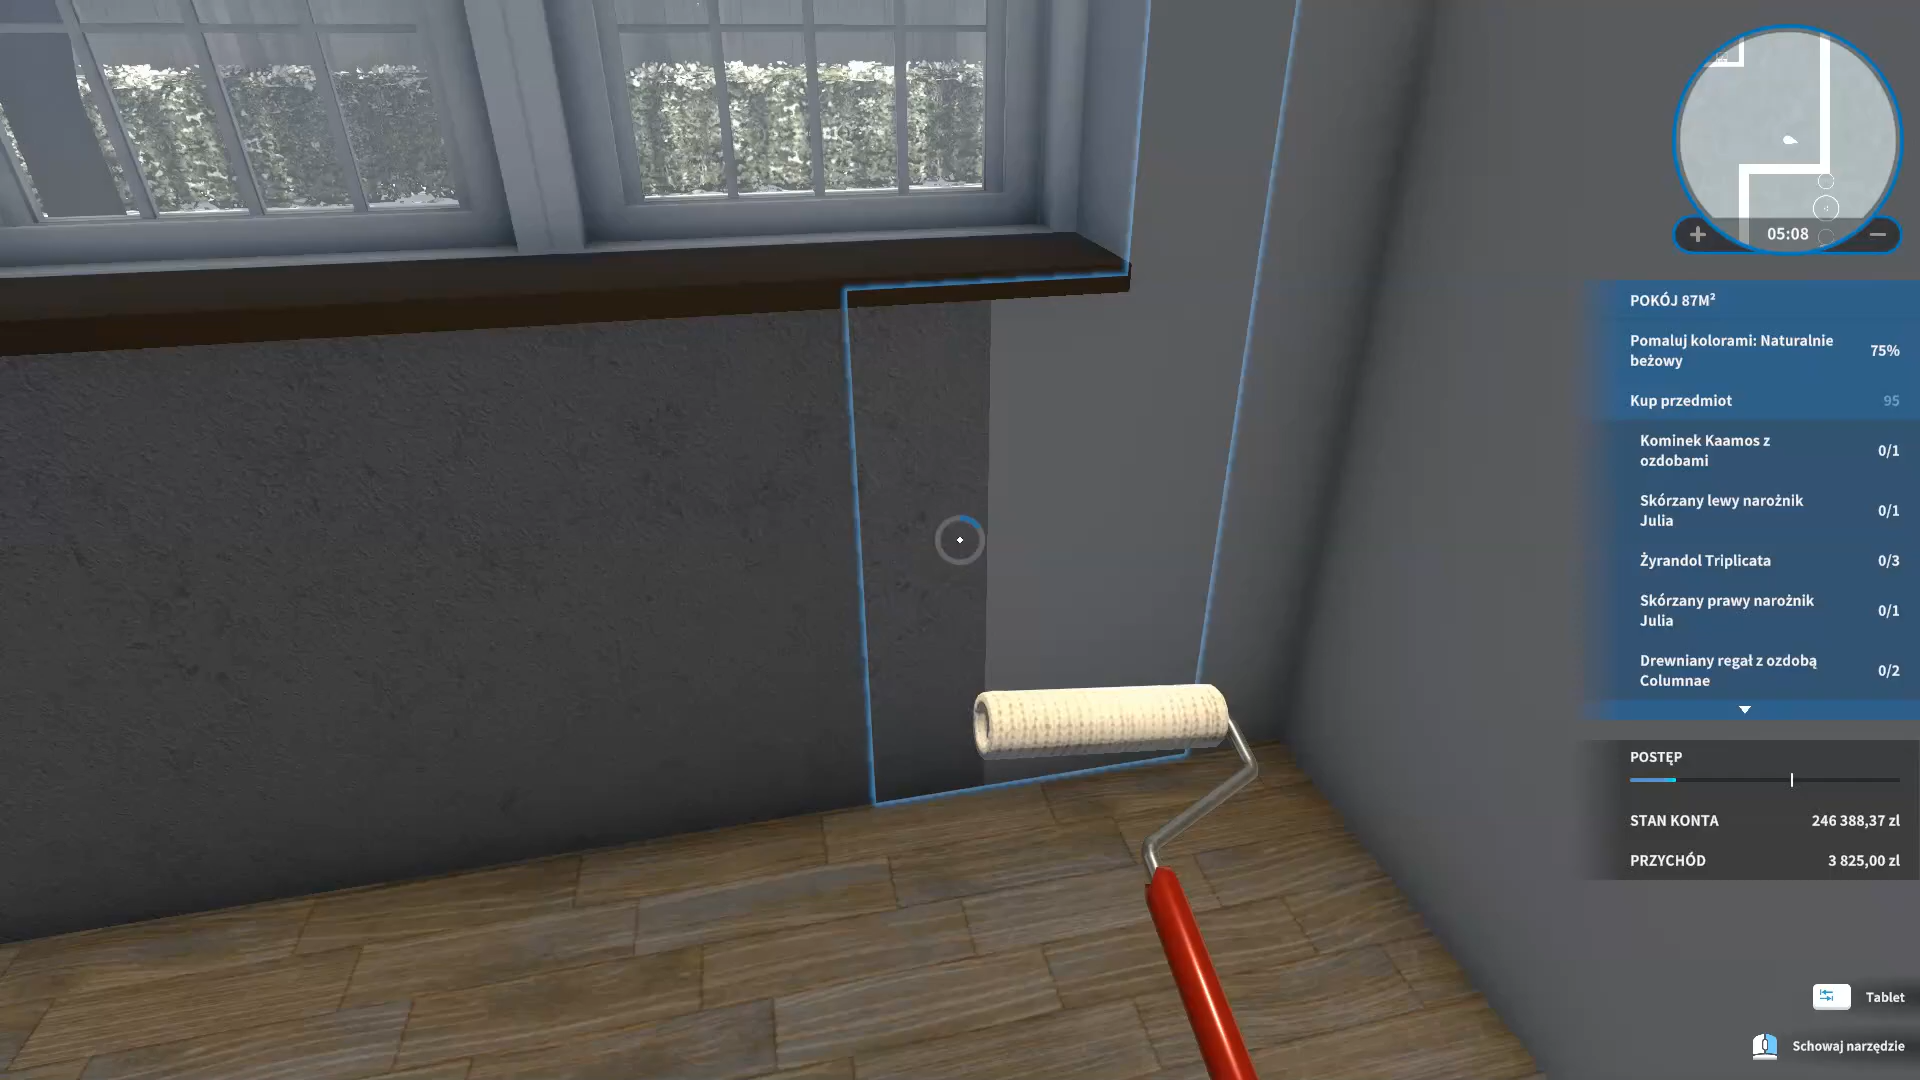 05:08
POKÓJ 87M²
Pomaluj kolorami: Naturalnie
beżowy
75%
Kup przedmiot 95
Kominek Kaamos z
ozdobami
0/1
Skórzany lewy narożnik
Julia
0/1
Żyrandol Triplicata 0/3
Skórzany prawy narożnik
Julia
0/1
Drewniany regał z ozdobą
Columnae
0/2
POSTĘP
STAN KONTA 246 388,37 zl
PRZYCHÓD 3 825,00 zl
Tablet
Schowaj narzędzie